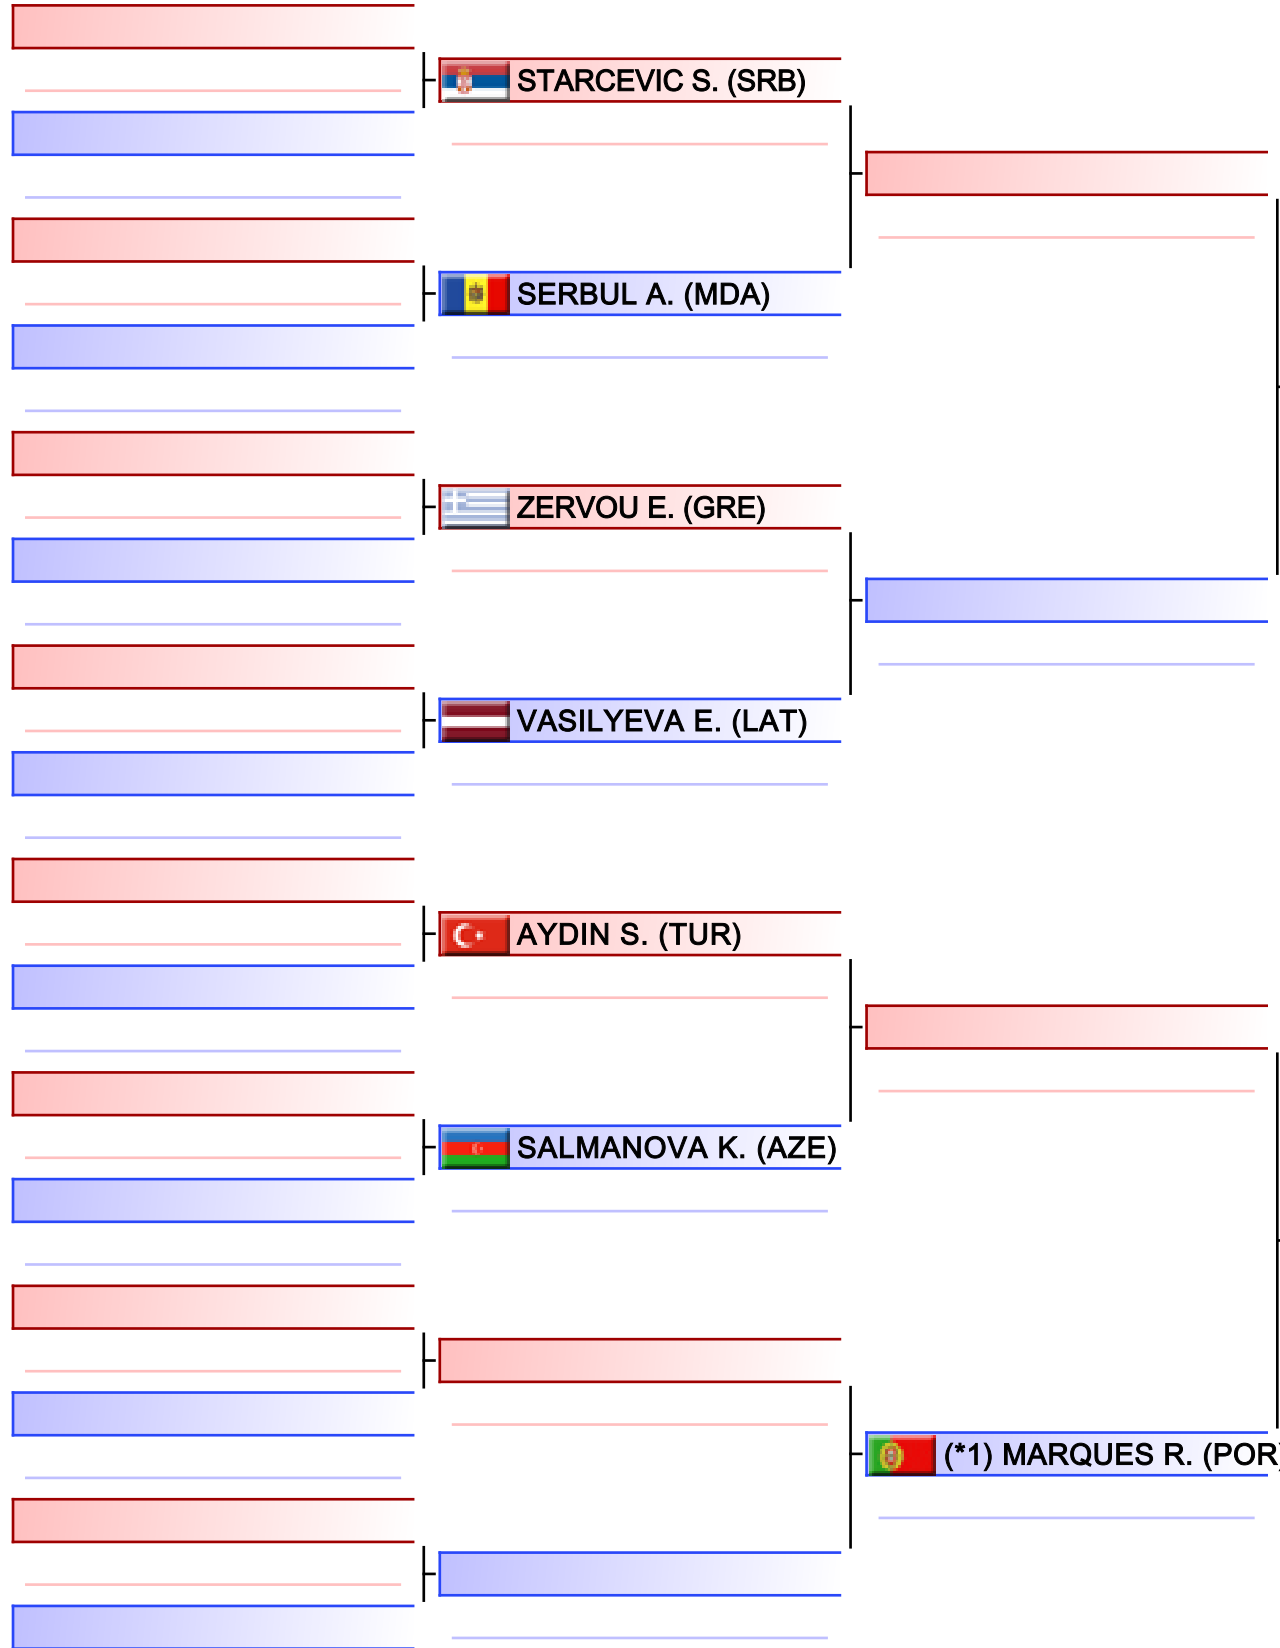 STARCEVIC S. (SRB)
SERBUL A. (MDA)
ZERVOU E. (GRE)
VASILYEVA E. (LAT)
AYDIN S. (TUR)
SALMANOVA K. (AZE)
(*1) MARQUES R. (POR)